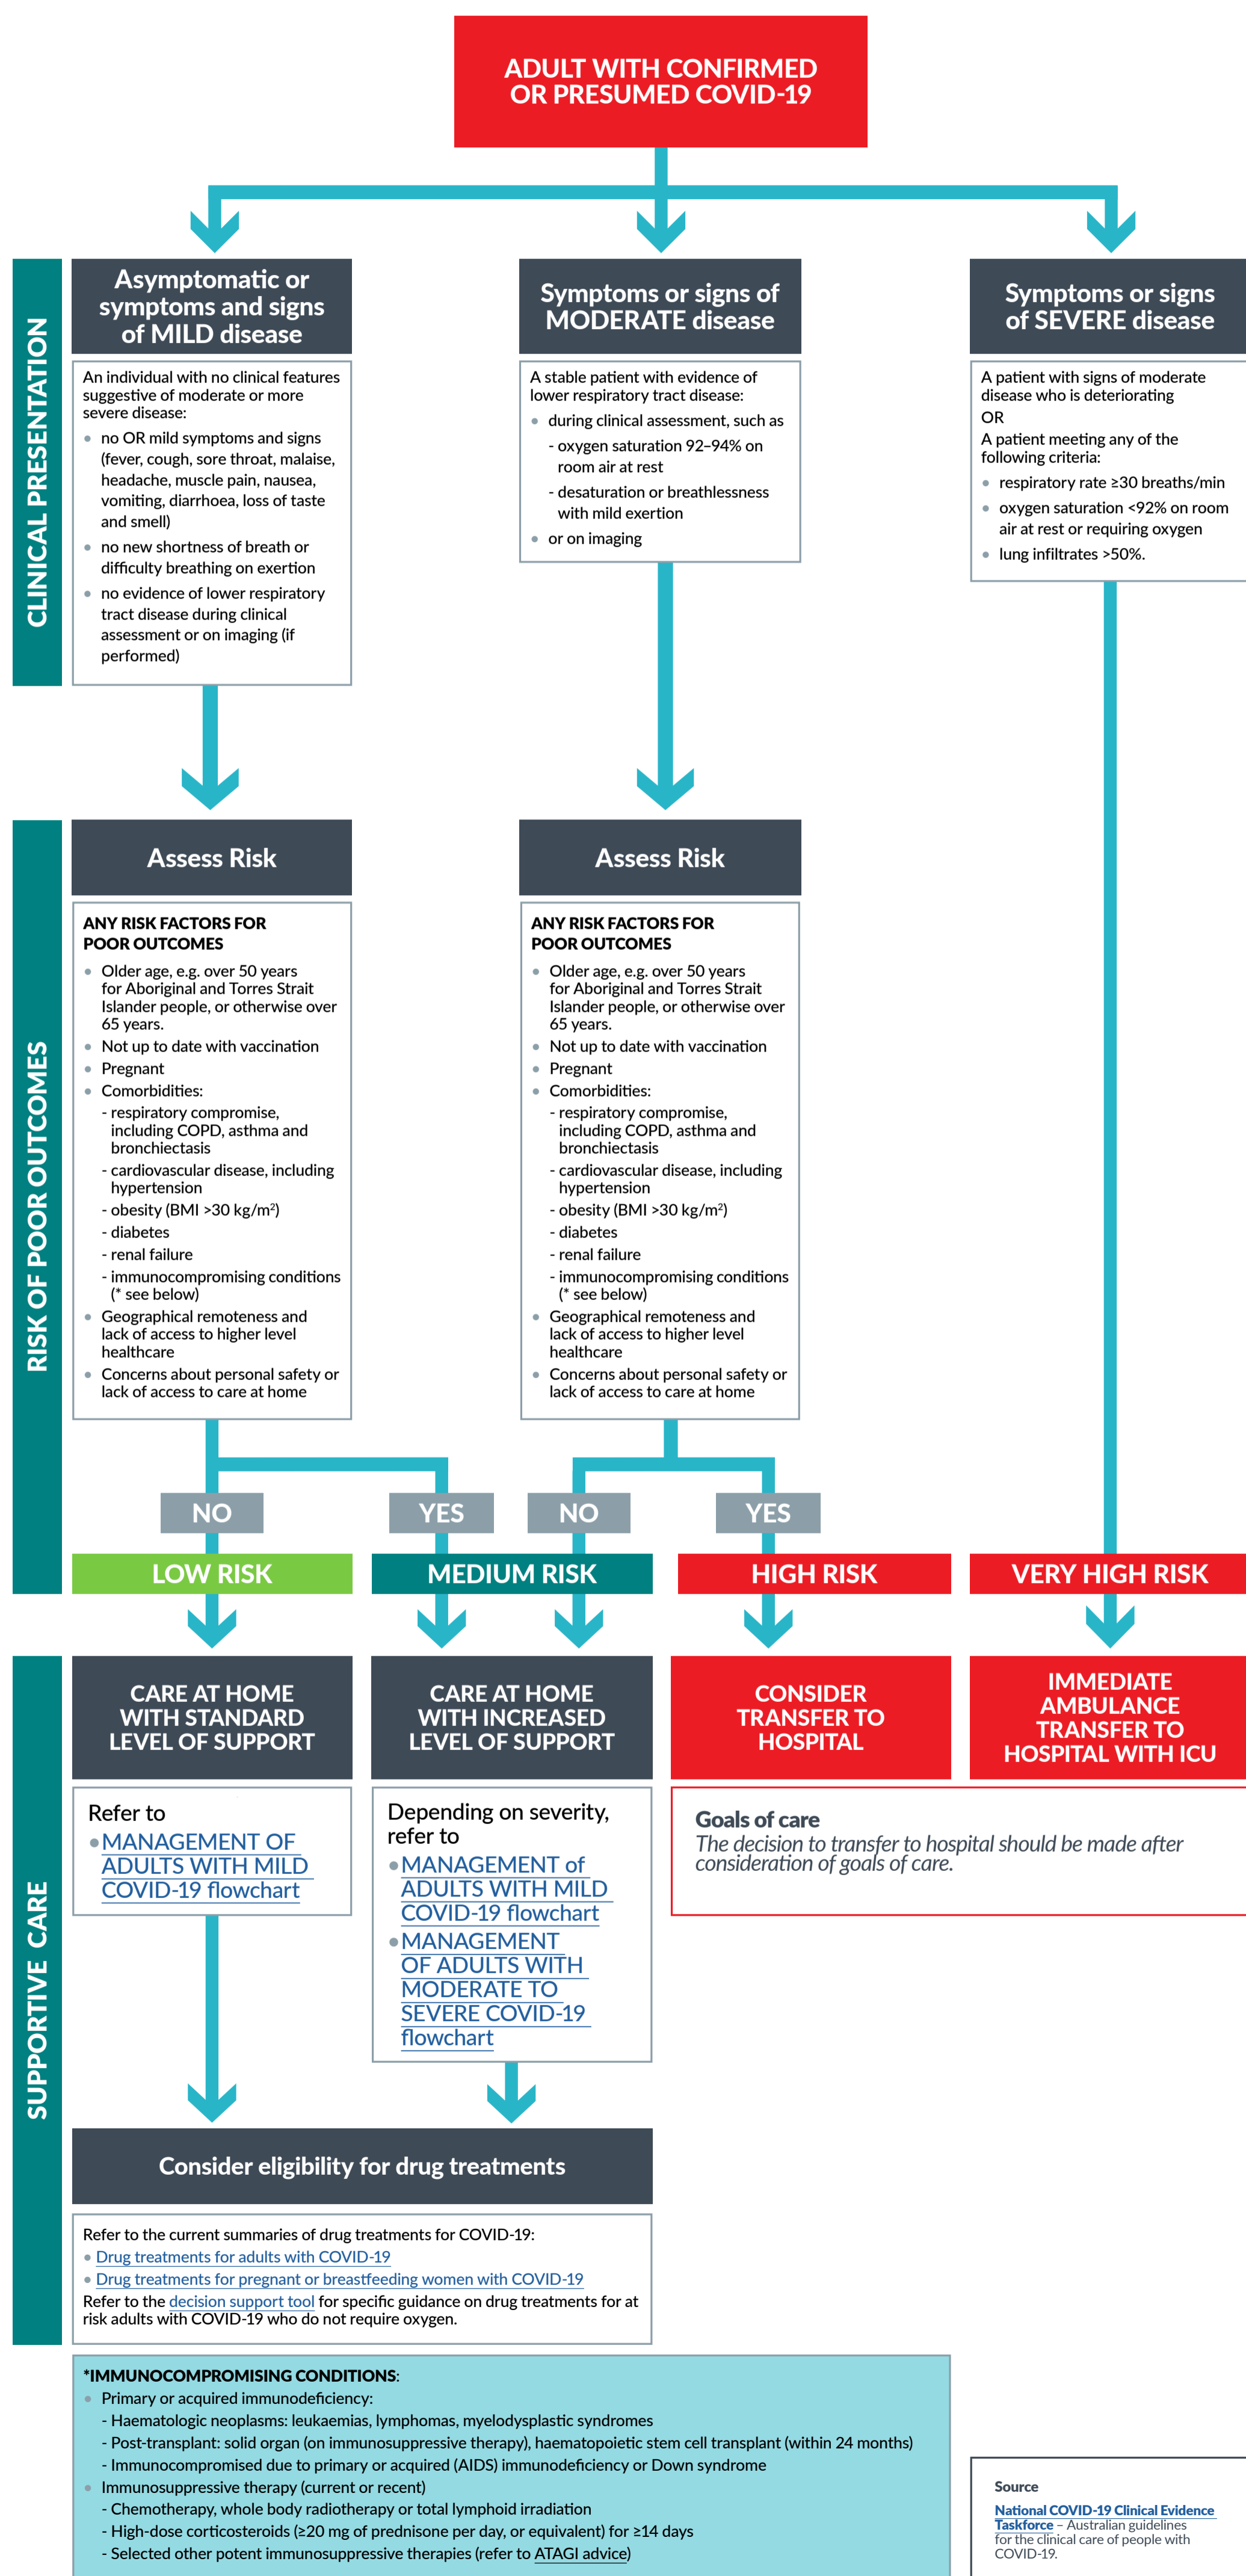 ADULT WITH CONFIRMED
OR PRESUMED COVID-19
CLINICAL PRESENTATION
Asymptomatic or
symptoms and signs
of MILD disease
An individual with no clinical features
suggestive of moderate or more
severe disease:
• no OR mild symptoms and signs
(fever, cough, sore throat, malaise,
headache, muscle pain, nausea,
vomiting, diarrhoea, loss of taste
and smell)
• no new shortness of breath or
difficulty breathing on exertion
• no evidence of lower respiratory
tract disease during clinical
assessment or on imaging (if
performed)
Symptoms or signs of
MODERATE disease
A stable patient with evidence of
lower respiratory tract disease:
• during clinical assessment, such as
- oxygen saturation 92–94% on
room air at rest
- desaturation or breathlessness
with mild exertion
• or on imaging
Symptoms or signs
of SEVERE disease
A patient with signs of moderate
disease who is deteriorating
OR
A patient meeting any of the
following criteria:
• respiratory rate ≥30 breaths/min
• oxygen saturation <92% on room
air at rest or requiring oxygen
• lung infiltrates >50%.
RISK OF POOR OUTCOMES
Assess Risk
ANY RISK FACTORS FOR
POOR OUTCOMES
• Older age, e.g. over 50 years
for Aboriginal and Torres Strait
Islander people, or otherwise over
65 years.
• Not up to date with vaccination
• Pregnant
• Comorbidities:
- respiratory compromise,
including COPD, asthma and
bronchiectasis
- cardiovascular disease, including
hypertension
- obesity (BMI >30 kg/m²)
- diabetes
- renal failure
- immunocompromising conditions
(* see below)
• Geographical remoteness and
lack of access to higher level
healthcare
• Concerns about personal safety or
lack of access to care at home
Assess Risk
ANY RISK FACTORS FOR
POOR OUTCOMES
• Older age, e.g. over 50 years
for Aboriginal and Torres Strait
Islander people, or otherwise over
65 years.
• Not up to date with vaccination
• Pregnant
• Comorbidities:
- respiratory compromise,
including COPD, asthma and
bronchiectasis
- cardiovascular disease, including
hypertension
- obesity (BMI >30 kg/m²)
- diabetes
- renal failure
- immunocompromising conditions
(* see below)
• Geographical remoteness and
lack of access to higher level
healthcare
• Concerns about personal safety or
lack of access to care at home
NO
YES
NO
YES
LOW RISK
MEDIUM RISK
HIGH RISK
VERY HIGH RISK
SUPPORTIVE CARE
CARE AT HOME
WITH STANDARD
LEVEL OF SUPPORT
Refer to
• MANAGEMENT OF
ADULTS WITH MILD
COVID-19 flowchart
CARE AT HOME
WITH INCREASED
LEVEL OF SUPPORT
Depending on severity,
refer to
• MANAGEMENT of
ADULTS WITH MILD
COVID-19 flowchart
• MANAGEMENT
OF ADULTS WITH
MODERATE TO
SEVERE COVID-19
flowchart
CONSIDER
TRANSFER TO
HOSPITAL
IMMEDIATE
AMBULANCE
TRANSFER TO
HOSPITAL WITH ICU
Goals of care
The decision to transfer to hospital should be made after
consideration of goals of care.
Consider eligibility for drug treatments
Refer to the current summaries of drug treatments for COVID-19:
• Drug treatments for adults with COVID-19
• Drug treatments for pregnant or breastfeeding women with COVID-19
Refer to the decision support tool for specific guidance on drug treatments for at
risk adults with COVID-19 who do not require oxygen.
*IMMUNOCOMPROMISING CONDITIONS:
• Primary or acquired immunodeficiency:
- Haematologic neoplasms: leukaemias, lymphomas, myelodysplastic syndromes
- Post-transplant: solid organ (on immunosuppressive therapy), haematopoietic stem cell transplant (within 24 months)
- Immunocompromised due to primary or acquired (AIDS) immunodeficiency or Down syndrome
• Immunosuppressive therapy (current or recent)
- Chemotherapy, whole body radiotherapy or total lymphoid irradiation
- High-dose corticosteroids (≥20 mg of prednisone per day, or equivalent) for ≥14 days
- Selected other potent immunosuppressive therapies (refer to ATAGI advice)
Source
National COVID-19 Clinical Evidence
Taskforce – Australian guidelines
for the clinical care of people with
COVID-19.